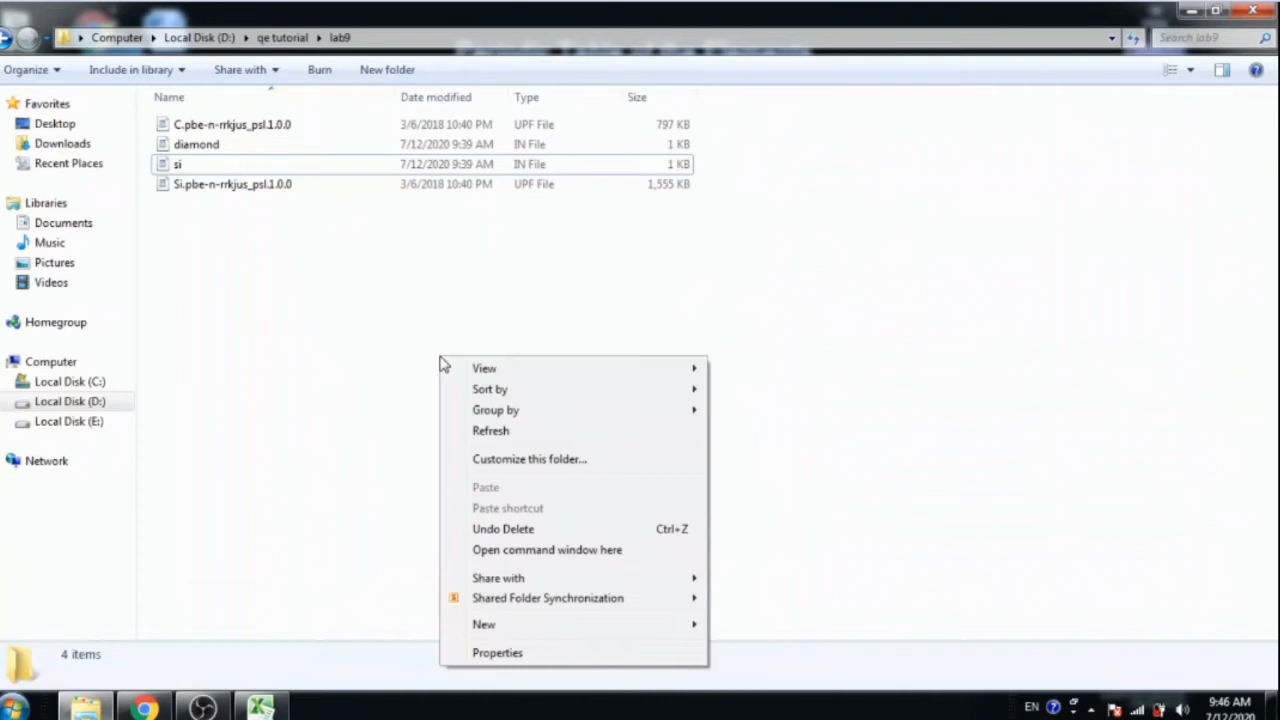 Computer Local Disk (D:) qe tutorial lab9 Search lab9
Organize Include in library Share with Burn New folder
Name Date modified Type Size
C.pbe-n-rrkjus_psl.1.0.0 3/6/2018 10:40 PM UPF File 797 KB
diamond 7/12/2020 9:39 AM IN File 1 KB
si 7/12/2020 9:39 AM IN File 1 KB
Si.pbe-n-rrkjus_psl.1.0.0 3/6/2018 10:40 PM UPF File 1,555 KB
Favorites
Desktop
Downloads
Recent Places
Libraries
Documents
Music
Pictures
Videos
Homegroup
Computer
Local Disk (C:)
Local Disk (D:)
Local Disk (E:)
Network
View
Sort by
Group by
Refresh
Customize this folder...
Paste
Paste shortcut
Undo Delete Ctrl+Z
Open command window here
Share with
Shared Folder Synchronization
New
Properties
4 items
EN 9:46 AM
7/12/2020